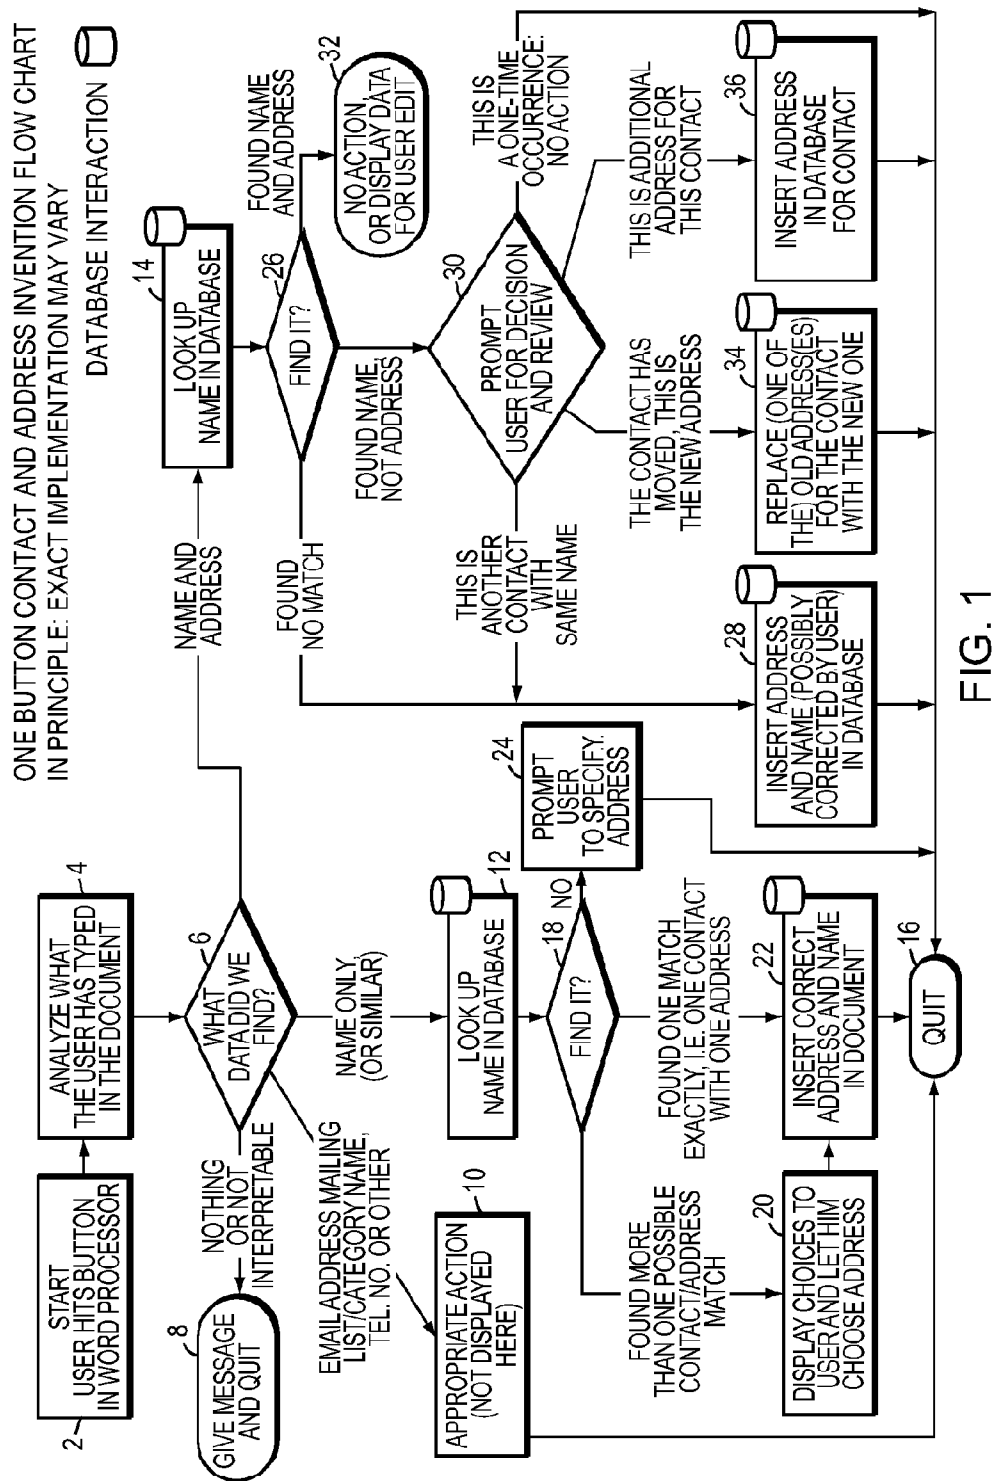 ONE BUTTON CONTACT AND ADDRESS INVENTION FLOW CHART
IN PRINCIPLE: EXACT IMPLEMENTATION MAY VARY
DATABASE INTERACTION
2
START
USER HITS BUTTON
IN WORD PROCESSOR
4
ANALYZE WHAT
THE USER HAS TYPED
IN THE DOCUMENT
6
WHAT
DATA DID WE
FIND?
NOTHING
OR NOT
INTERPRETABLE
8
GIVE MESSAGE
AND QUIT
EMAIL ADDRESS MAILING
LIST/CATEGORY NAME,
TEL. NO. OR OTHER
NAME ONLY,
(OR SIMILAR)
NAME AND
ADDRESS
14
LOOK UP
NAME IN DATABASE
26
FIND IT?
FOUND NAME
AND ADDRESS
32
NO ACTION
OR DISPLAY DATA
FOR USER EDIT
FOUND
NO MATCH
FOUND NAME,
NOT ADDRESS
10
APPROPRIATE ACTION
(NOT DISPLAYED
HERE)
12
LOOK UP
NAME IN DATABASE
18
FIND IT?
NO
24
PROMPT
USER
TO SPECIFY.
ADDRESS
30
PROMPT
USER FOR DECISION
AND REVIEW
THIS IS
ANOTHER
CONTACT
WITH
SAME NAME
THIS IS
A ONE-TIME
OCCURRENCE:
NO ACTION
FOUND MORE
THAN ONE POSSIBLE
CONTACT/ADDRESS
MATCH
FOUND ONE MATCH
EXACTLY, I.E. ONE CONTACT
WITH ONE ADDRESS
THE CONTACT HAS
MOVED, THIS IS
THE NEW ADDRESS
THIS IS ADDITIONAL
ADDRESS FOR
THIS CONTACT
20
DISPLAY CHOICES TO
USER AND LET HIM
CHOOSE ADDRESS
22
INSERT CORRECT
ADDRESS AND NAME
IN DOCUMENT
28
INSERT ADDRESS
AND NAME (POSSIBLY
CORRECTED BY USER)
IN DATABASE
34
REPLACE (ONE OF
THE) OLD ADDRESS(ES)
FOR THE CONTACT
WITH THE NEW ONE
36
INSERT ADDRESS
IN DATABASE
FOR CONTACT
16
QUIT
FIG. 1